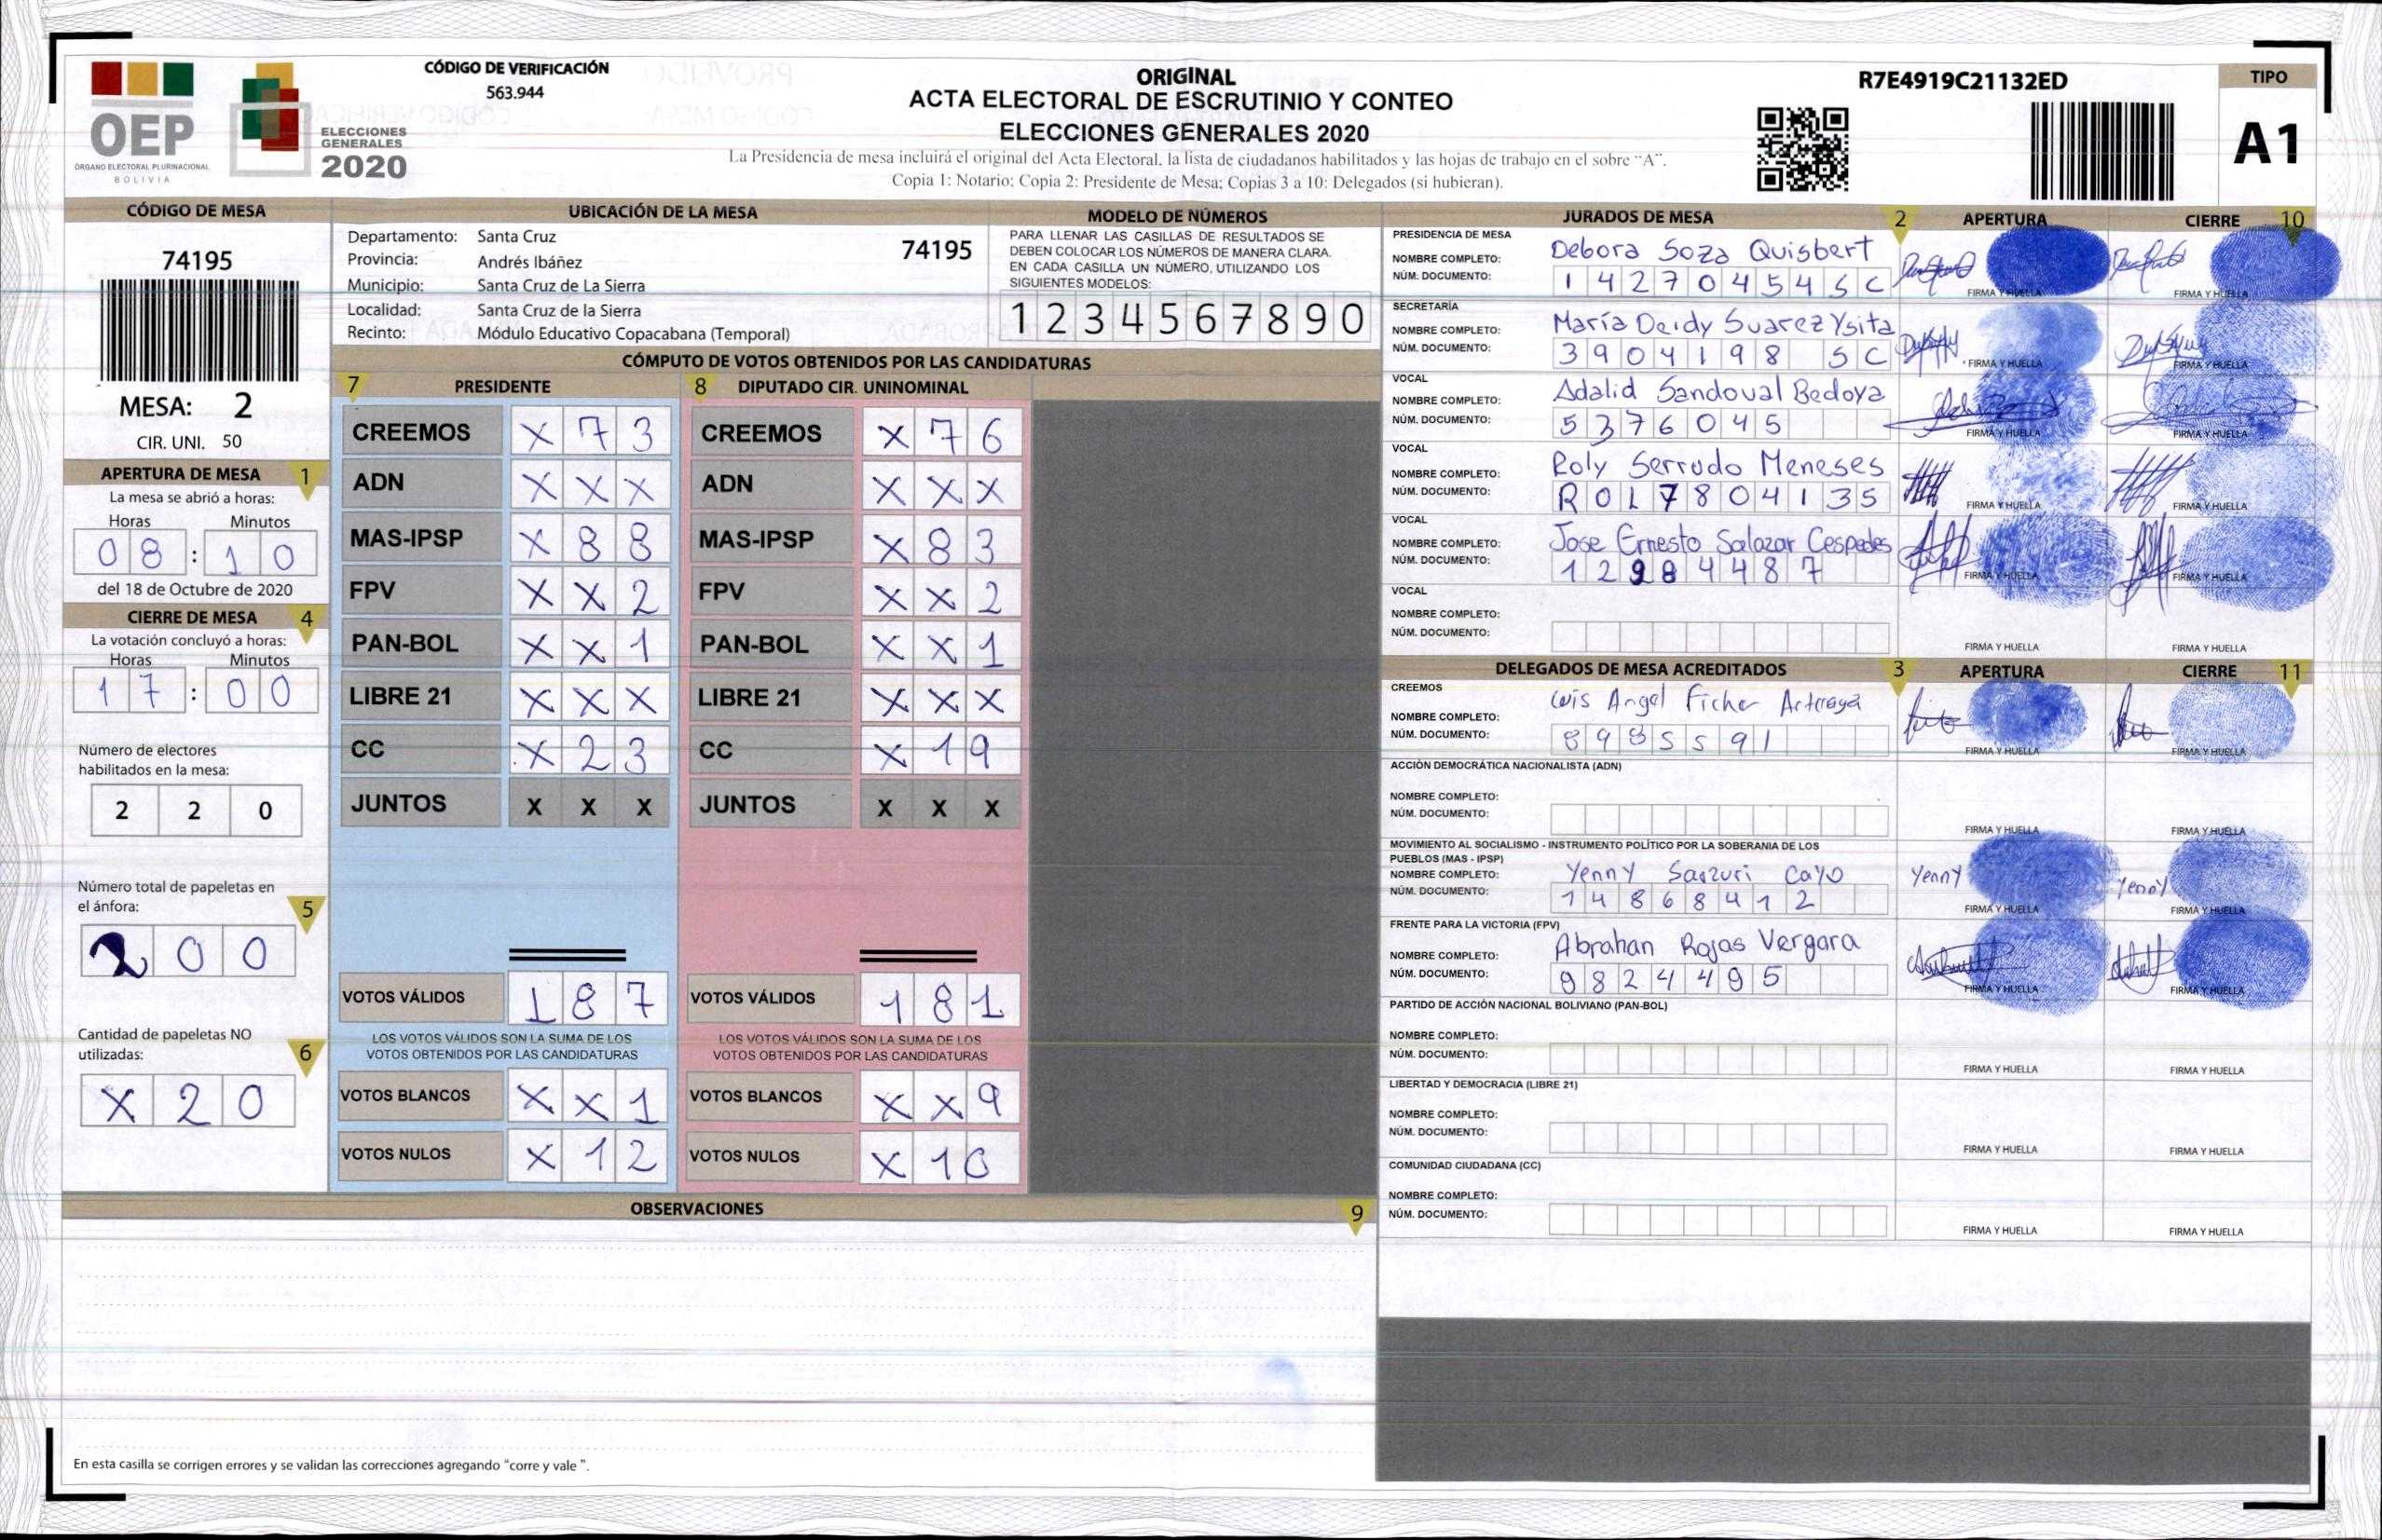 CÓDIGO DE VERIFICACIÓN
563.944
OEP
ÓRGANO ELECTORAL PLURINACIONAL
BOLIVIA
ELECCIONES
GENERALES
2020
ORIGINAL
ACTA ELECTORAL DE ESCRUTINIO Y CONTEO
ELECCIONES GENERALES 2020
La Presidencia de mesa incluirá el original del Acta Electoral, la lista de ciudadanos habilitados y las hojas de trabajo en el sobre “A”.
Copia 1: Notario; Copia 2: Presidente de Mesa; Copias 3 a 10: Delegados (si hubieran).
R7E4919C21132ED
TIPO
A1
CÓDIGO DE MESA
74195
MESA: 2
CIR. UNI. 50
APERTURA DE MESA 1
La mesa se abrió a horas:
Horas Minutos
08 : 10
del 18 de Octubre de 2020
CIERRE DE MESA 4
La votación concluyó a horas:
Horas Minutos
17 : 00
Número de electores
habilitados en la mesa:
2 2 0
Número total de papeletas en
el ánfora: 5
2 0 0
Cantidad de papeletas NO
utilizadas: 6
X 2 0
UBICACIÓN DE LA MESA
Departamento: Santa Cruz 74195
Provincia: Andrés Ibáñez
Municipio: Santa Cruz de La Sierra
Localidad: Santa Cruz de la Sierra
Recinto: Módulo Educativo Copacabana (Temporal)
MODELO DE NÚMEROS
PARA LLENAR LAS CASILLAS DE RESULTADOS SE
DEBEN COLOCAR LOS NÚMEROS DE MANERA CLARA.
EN CADA CASILLA UN NÚMERO, UTILIZANDO LOS
SIGUIENTES MODELOS:
1 2 3 4 5 6 7 8 9 0
CÓMPUTO DE VOTOS OBTENIDOS POR LAS CANDIDATURAS
7 PRESIDENTE 8 DIPUTADO CIR. UNINOMINAL
CREEMOS X 7 3 CREEMOS X 7 6
ADN X X X ADN X X X
MAS-IPSP X 8 8 MAS-IPSP X 8 3
FPV X X 2 FPV X X 2
PAN-BOL X X 1 PAN-BOL X X 1
LIBRE 21 X X X LIBRE 21 X X X
CC X 2 3 CC X 1 9
JUNTOS X X X JUNTOS X X X
VOTOS VÁLIDOS 1 8 7 VOTOS VÁLIDOS 1 8 1
LOS VOTOS VÁLIDOS SON LA SUMA DE LOS LOS VOTOS VÁLIDOS SON LA SUMA DE LOS
VOTOS OBTENIDOS POR LAS CANDIDATURAS VOTOS OBTENIDOS POR LAS CANDIDATURAS
VOTOS BLANCOS X X 1 VOTOS BLANCOS X X 9
VOTOS NULOS X 1 2 VOTOS NULOS X 1 0
OBSERVACIONES 9
En esta casilla se corrigen errores y se validan las correcciones agregando “corre y vale”.
JURADOS DE MESA 2 APERTURA CIERRE 10
PRESIDENCIA DE MESA
NOMBRE COMPLETO: Debora Soza Quisbert
NÚM. DOCUMENTO: 1 4 2 7 0 4 5 4 S C
FIRMA Y HUELLA FIRMA Y HUELLA
SECRETARÍA
NOMBRE COMPLETO: María Deidy Suarez Ysita
NÚM. DOCUMENTO: 3 9 0 4 1 9 8 S C
FIRMA Y HUELLA FIRMA Y HUELLA
VOCAL
NOMBRE COMPLETO: Adalid Sandoval Bedoya
NÚM. DOCUMENTO: 5 3 7 6 0 4 5
FIRMA Y HUELLA FIRMA Y HUELLA
VOCAL
NOMBRE COMPLETO: Roly Serrudo Meneses
NÚM. DOCUMENTO: R 0 L 7 8 0 4 1 3 5
FIRMA Y HUELLA FIRMA Y HUELLA
VOCAL
NOMBRE COMPLETO: Jose Ernesto Salazar Cespedes
NÚM. DOCUMENTO: 1 2 9 8 4 4 8 7
FIRMA Y HUELLA FIRMA Y HUELLA
VOCAL
NOMBRE COMPLETO:
NÚM. DOCUMENTO:
FIRMA Y HUELLA FIRMA Y HUELLA
DELEGADOS DE MESA ACREDITADOS 3 APERTURA CIERRE 11
CREEMOS
NOMBRE COMPLETO: Luis Angel Ficher Arteaga
NÚM. DOCUMENTO: 8 9 8 5 5 9 1
FIRMA Y HUELLA FIRMA Y HUELLA
ACCIÓN DEMOCRÁTICA NACIONALISTA (ADN)
NOMBRE COMPLETO:
NÚM. DOCUMENTO:
FIRMA Y HUELLA FIRMA Y HUELLA
MOVIMIENTO AL SOCIALISMO - INSTRUMENTO POLÍTICO POR LA SOBERANIA DE LOS
PUEBLOS (MAS - IPSP)
NOMBRE COMPLETO: Yenny Saszuri Cayo Yenny Yenny
NÚM. DOCUMENTO: 1 4 8 6 8 4 1 2
FIRMA Y HUELLA FIRMA Y HUELLA
FRENTE PARA LA VICTORIA (FPV)
NOMBRE COMPLETO: Abrahan Rojas Vergara
NÚM. DOCUMENTO: 9 8 2 4 4 9 5
FIRMA Y HUELLA FIRMA Y HUELLA
PARTIDO DE ACCIÓN NACIONAL BOLIVIANO (PAN-BOL)
NOMBRE COMPLETO:
NÚM. DOCUMENTO:
FIRMA Y HUELLA FIRMA Y HUELLA
LIBERTAD Y DEMOCRACIA (LIBRE 21)
NOMBRE COMPLETO:
NÚM. DOCUMENTO:
FIRMA Y HUELLA FIRMA Y HUELLA
COMUNIDAD CIUDADANA (CC)
NOMBRE COMPLETO:
NÚM. DOCUMENTO:
FIRMA Y HUELLA FIRMA Y HUELLA